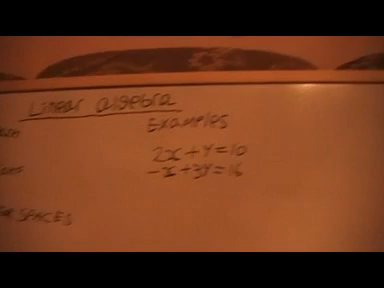 Linear algebra
Examples
2x + y = 10
-x + 3y = 16
SPACES